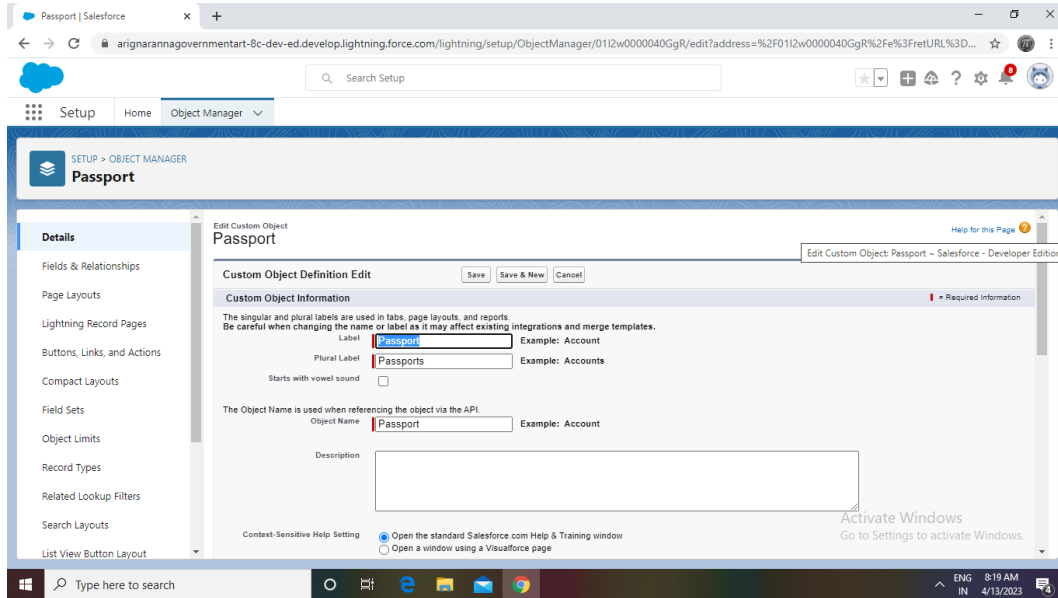 Passport | Salesforce
arignarannagovernmentart-8c-dev-ed.develop.lightning.force.com/lightning/setup/ObjectManager/01I2w0000040GgR/edit?address=%2F01I2w0000040GgR%2Fe%3FretURL%3D...
Search Setup
8
Setup Home Object Manager
SETUP > OBJECT MANAGER
Passport
Details
Fields & Relationships
Page Layouts
Lightning Record Pages
Buttons, Links, and Actions
Compact Layouts
Field Sets
Object Limits
Record Types
Related Lookup Filters
Search Layouts
List View Button Layout
Edit Custom Object
Passport
Help for this Page
Edit Custom Object: Passport ~ Salesforce - Developer Edition
Custom Object Definition Edit Save Save & New Cancel
Custom Object Information = Required Information
The singular and plural labels are used in tabs, page layouts, and reports.
Be careful when changing the name or label as it may affect existing integrations and merge templates.
Label Passport Example: Account
Plural Label Passports Example: Accounts
Starts with vowel sound
The Object Name is used when referencing the object via the API.
Object Name Passport Example: Account
Description
Context-Sensitive Help Setting Open the standard Salesforce.com Help & Training window
Open a window using a Visualforce page
Activate Windows
Go to Settings to activate Windows.
Type here to search
ENG 8:19 AM
IN 4/13/2023
4